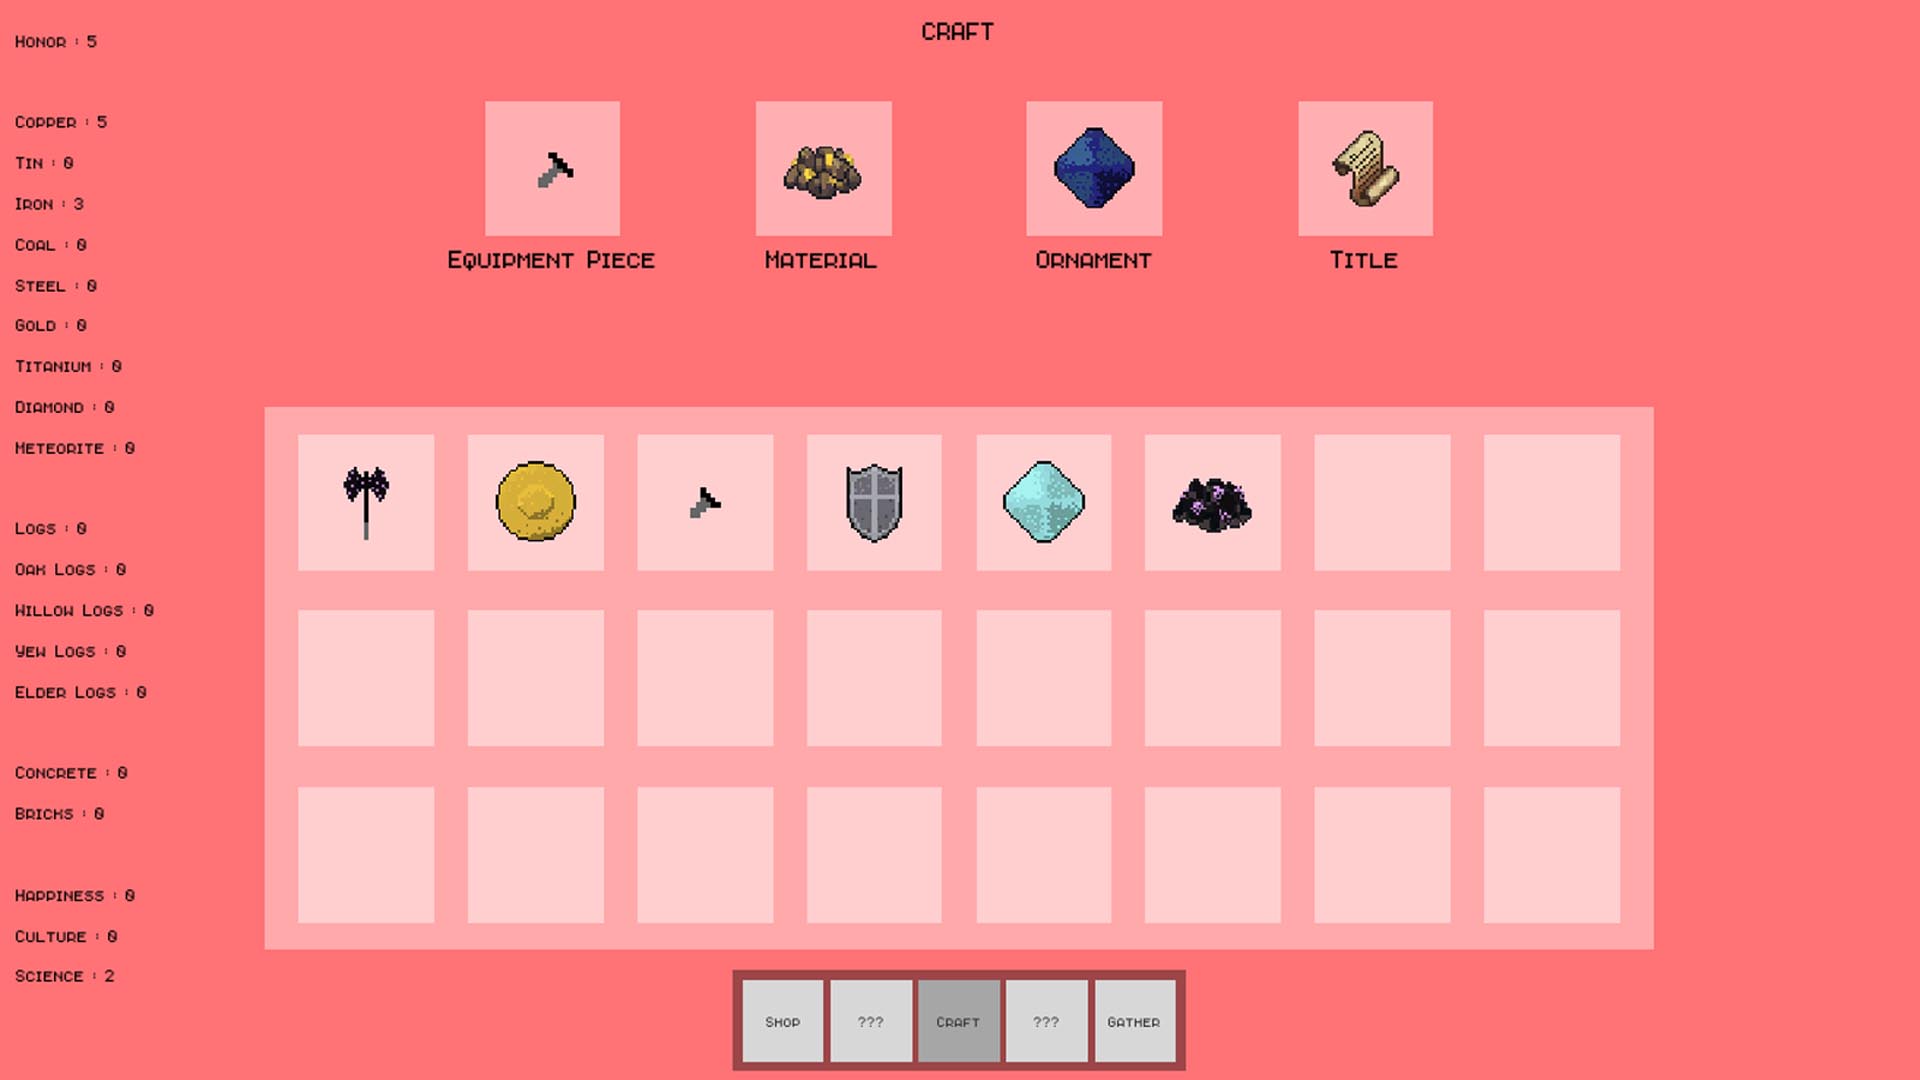 CRAFT
Honor : 5
Copper : 5
Tin : 0
Iron : 3
Coal : 0
Steel : 0
Gold : 0
Titanium : 0
Diamond : 0
Meteorite : 0
Logs : 0
Oak Logs : 0
Willow Logs : 0
Yew Logs : 0
Elder Logs : 0
Concrete : 0
Bricks : 0
Happiness : 0
Culture : 0
Science : 2
Equipment Piece
Material
Ornament
Title
Shop
???
Craft
???
Gather